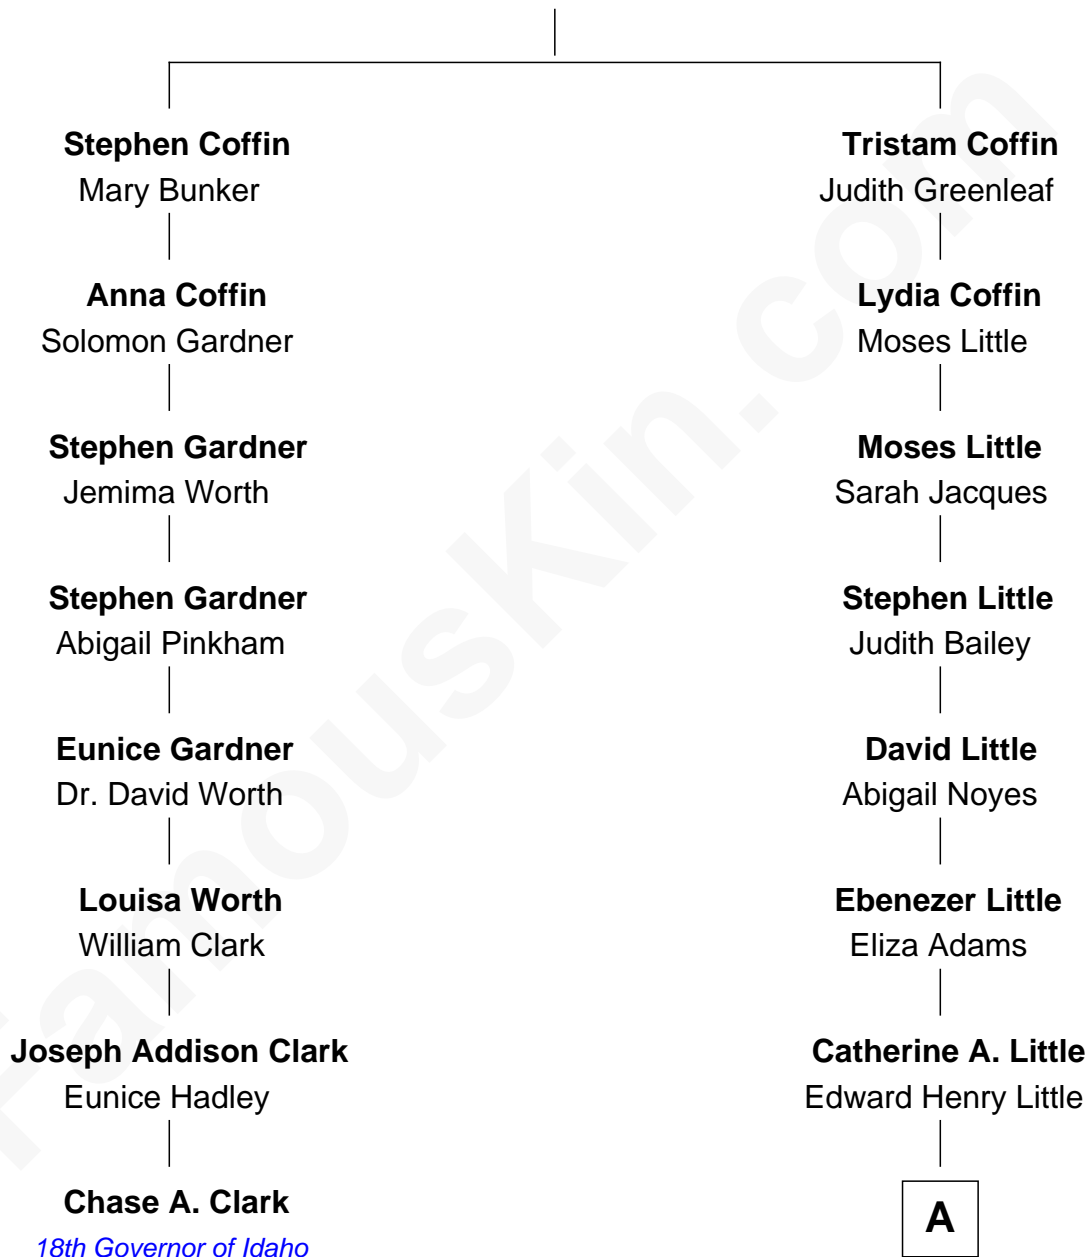 Stephen Coffin
Mary Bunker
Anna Coffin
Solomon Gardner
Stephen Gardner
Jemima Worth
Stephen Gardner
Abigail Pinkham
Eunice Gardner
Dr. David Worth
Louisa Worth
William Clark
Joseph Addison Clark
Eunice Hadley
Chase A. Clark
18th Governor of Idaho
Tristam Coffin
Judith Greenleaf
Lydia Coffin
Moses Little
Moses Little
Sarah Jacques
Stephen Little
Judith Bailey
David Little
Abigail Noyes
Ebenezer Little
Eliza Adams
Catherine A. Little
Edward Henry Little
A
FamousKin.com